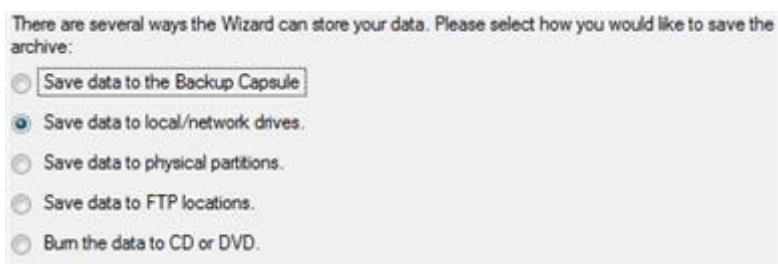 There are several ways the Wizard can store your data. Please select how you would like to save the
archive:
Save data to the Backup Capsule
Save data to local/network drives.
Save data to physical partitions.
Save data to FTP locations.
Burn the data to CD or DVD.